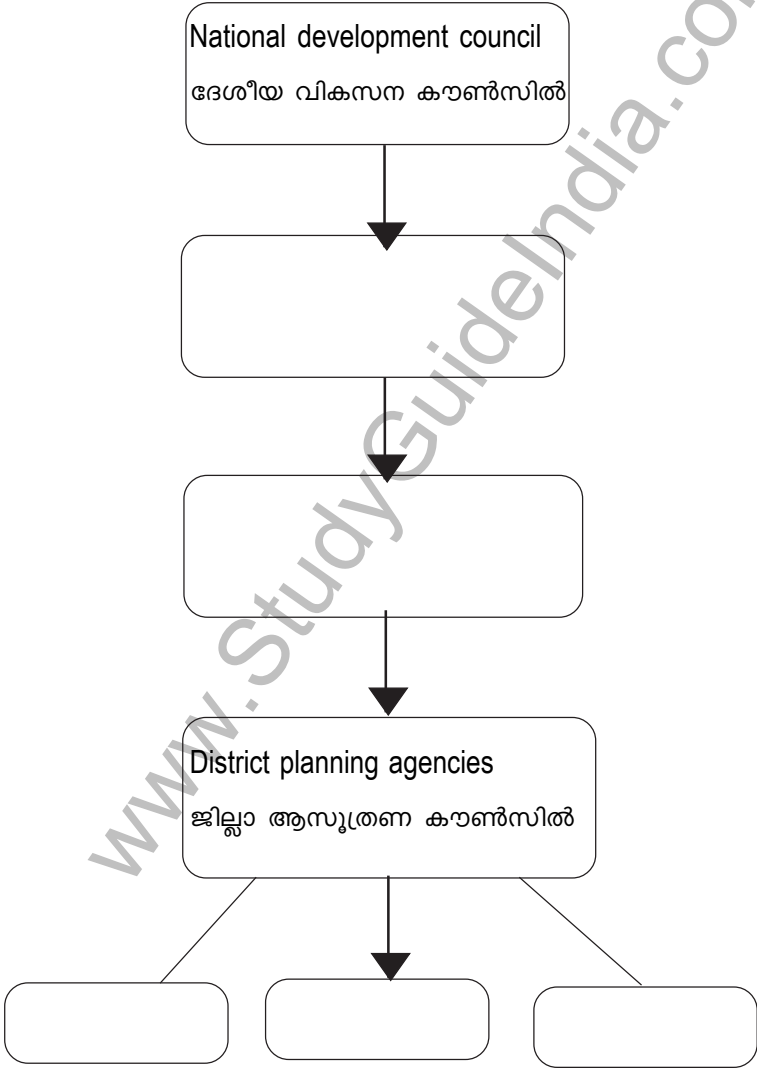 National development council
ദേശീയ വികസന കൗൺസിൽ
District planning agencies
ജില്ലാ ആസൂത്രണ കൗൺസിൽ
www.StudyGuideIndia.com